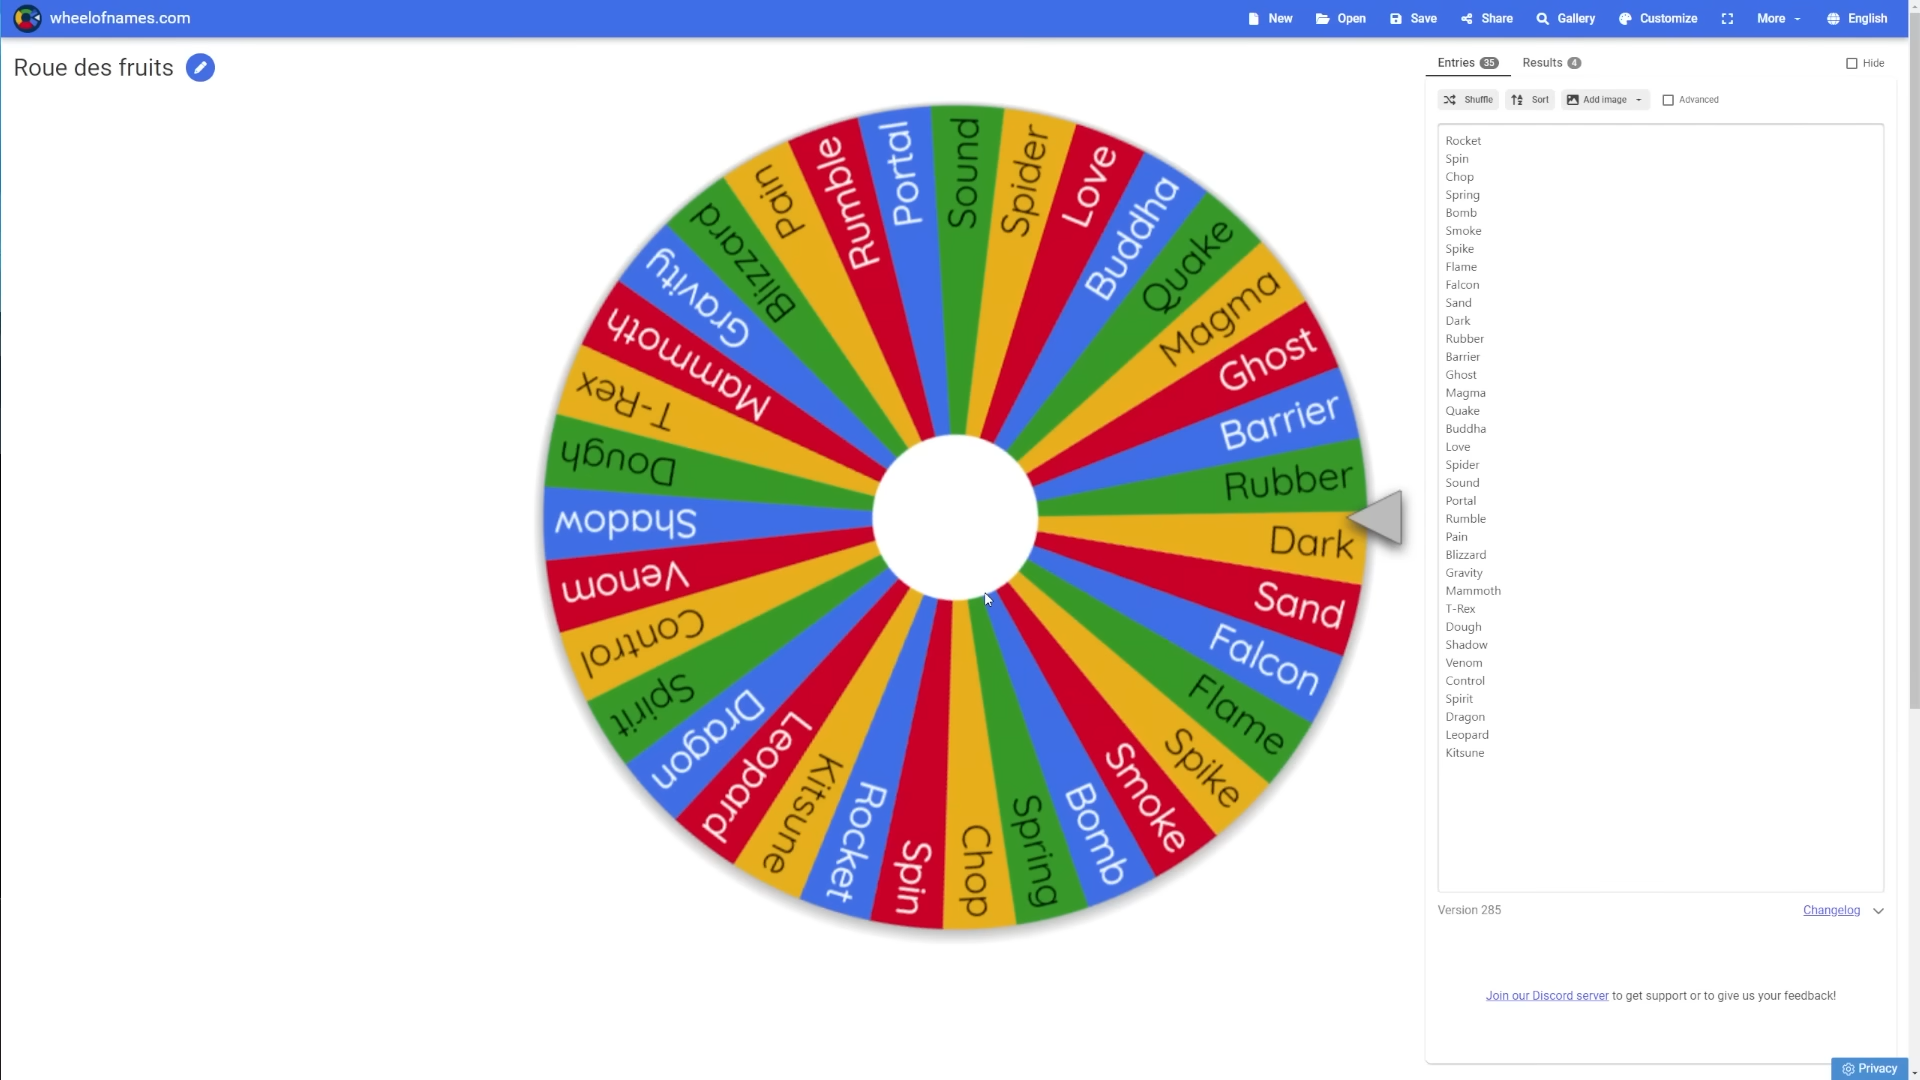 wheelofnames.com
New
Open
Save
Share
Gallery
Customize
More
English
Roue des fruits
Entries 35
Results 4
Hide
Shuffle
Sort
Add image
Advanced
Rocket
Spin
Chop
Spring
Bomb
Smoke
Spike
Flame
Falcon
Sand
Dark
Rubber
Barrier
Ghost
Magma
Quake
Buddha
Love
Spider
Sound
Portal
Rumble
Pain
Blizzard
Gravity
Mammoth
T-Rex
Dough
Shadow
Venom
Control
Spirit
Dragon
Leopard
Kitsune
Rocket
Spin
Chop
Spring
Bomb
Smoke
Spike
Flame
Falcon
Sand
Dark
Rubber
Barrier
Ghost
Magma
Quake
Buddha
Love
Spider
Sound
Portal
Rumble
Pain
Blizzard
Gravity
Mammoth
T-Rex
Dough
Shadow
Venom
Control
Spirit
Dragon
Leopard
Kitsune
Version 285
Changelog
Join our Discord server to get support or to give us your feedback!
Privacy